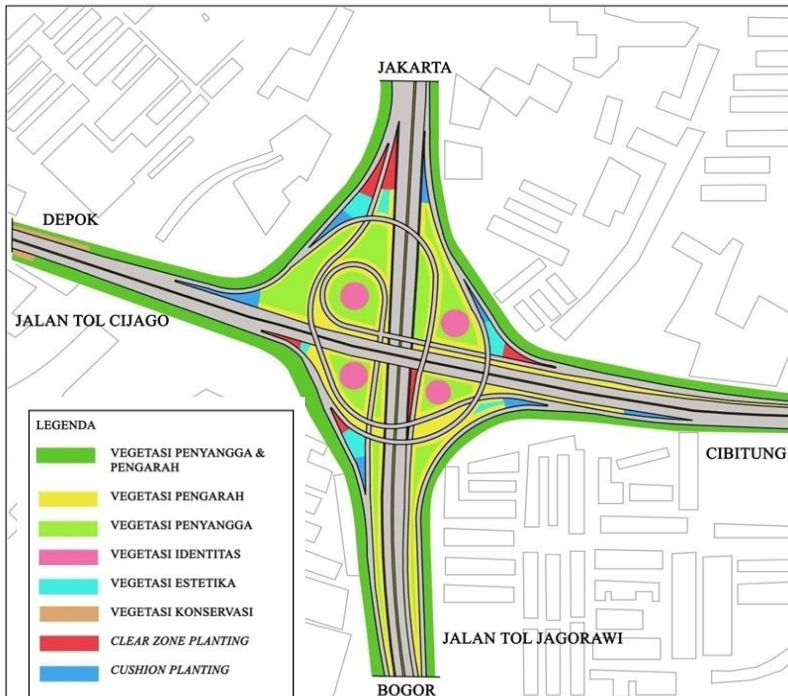 JAKARTA
DEPOK
JALAN TOL CIJAGO
CIBITUNG
JALAN TOL JAGORAWI
BOGOR
LEGENDA
VEGETASI PENYANGGA &
PENGARAH
VEGETASI PENGARAH
VEGETASI PENYANGGA
VEGETASI IDENTITAS
VEGETASI ESTETIKA
VEGETASI KONSERVASI
CLEAR ZONE PLANTING
CUSHION PLANTING